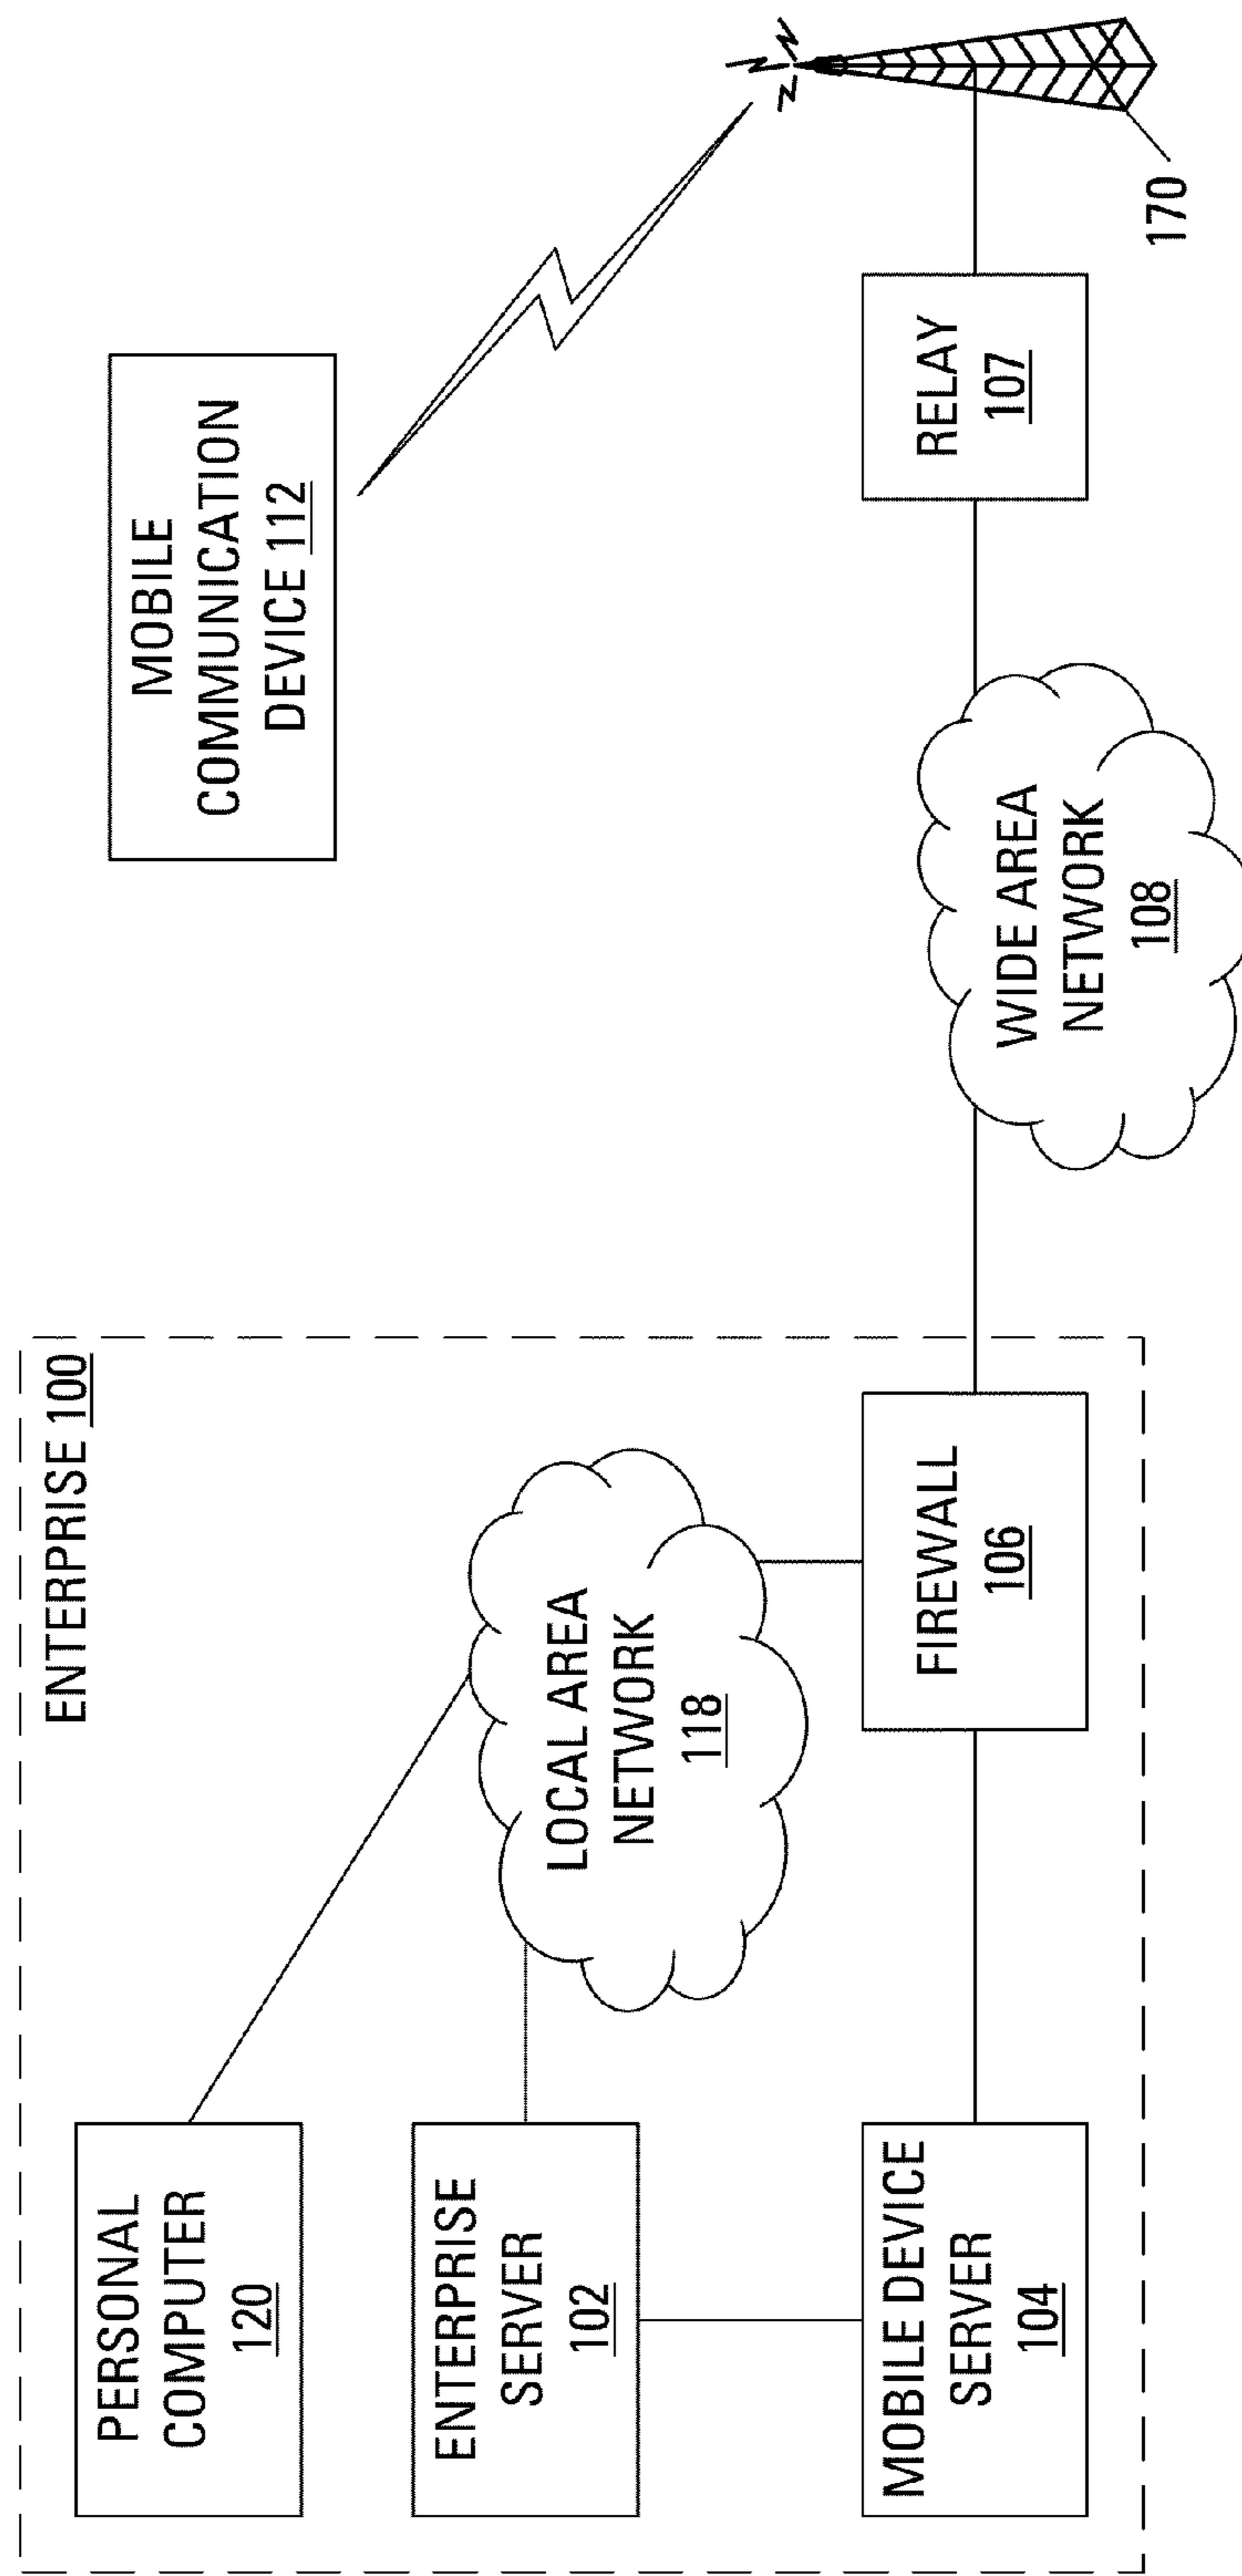 ENTERPRISE 100
PERSONAL
COMPUTER
120
ENTERPRISE
SERVER
102
MOBILE DEVICE
SERVER
104
LOCAL AREA
NETWORK
118
FIREWALL
106
WIDE AREA
NETWORK
108
MOBILE
COMMUNICATION
DEVICE 112
RELAY
107
170